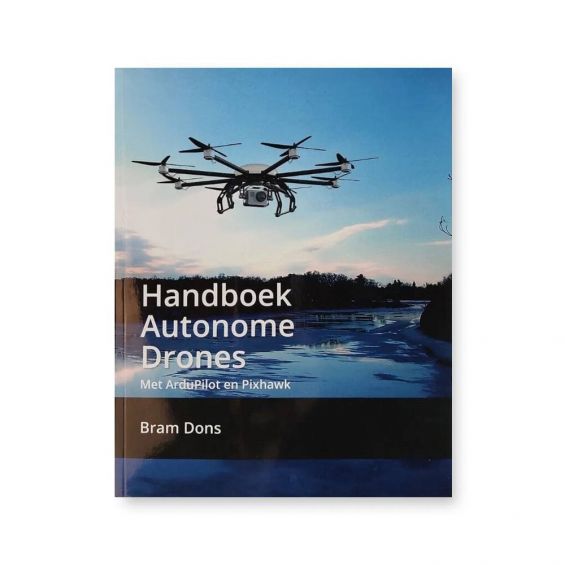 Handboek
Autonome
Drones
Met ArduPilot en Pixhawk
Bram Dons